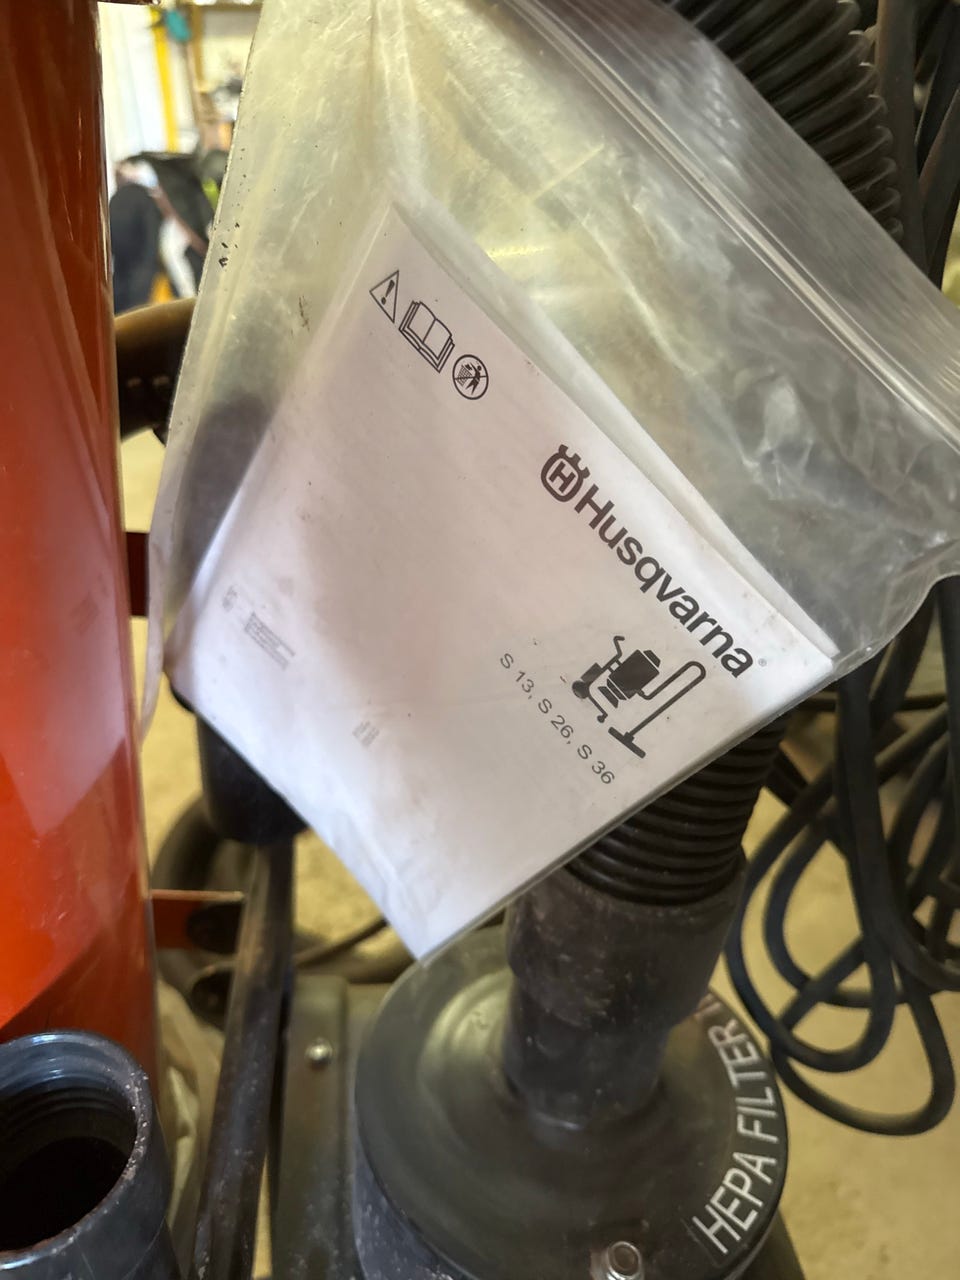 Husqvarna®
S 13, S 26, S 36
HEPA FILTER